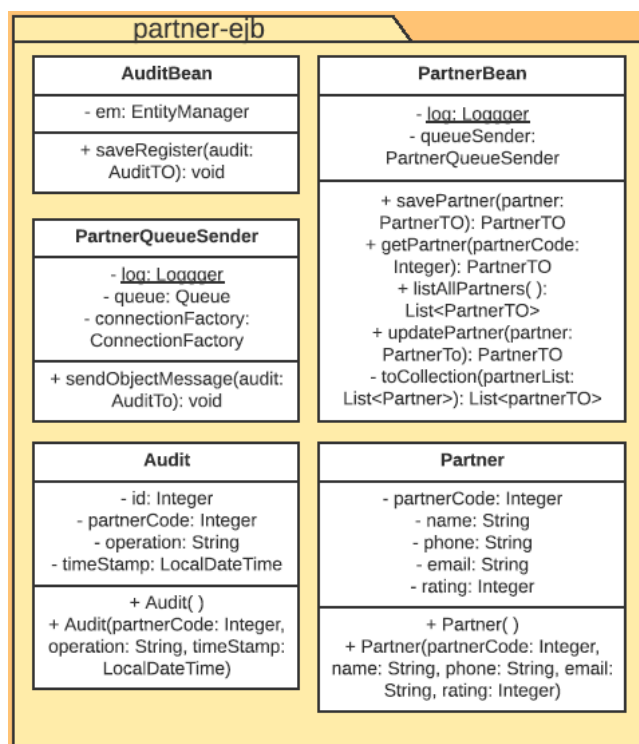 partner-ejb
AuditBean
- em: EntityManager
+ saveRegister(audit:
AuditTO): void
PartnerBean
- log: Loggger
- queueSender:
PartnerQueueSender
+ savePartner(partner:
PartnerTO): PartnerTO
+ getPartner(partnerCode:
Integer): PartnerTO
+ listAllPartners( ):
List<PartnerTO>
+ updatePartner(partner:
PartnerTo): PartnerTO
- toCollection(partnerList:
List<Partner>): List<partnerTO>
PartnerQueueSender
- log: Loggger
- queue: Queue
- connectionFactory:
ConnectionFactory
+ sendObjectMessage(audit:
AuditTo): void
Audit
- id: Integer
- partnerCode: Integer
- operation: String
- timeStamp: LocalDateTime
+ Audit( )
+ Audit(partnerCode: Integer,
operation: String, timeStamp:
LocalDateTime)
Partner
- partnerCode: Integer
- name: String
- phone: String
- email: String
- rating: Integer
+ Partner( )
+ Partner(partnerCode: Integer,
name: String, phone: String, email:
String, rating: Integer)